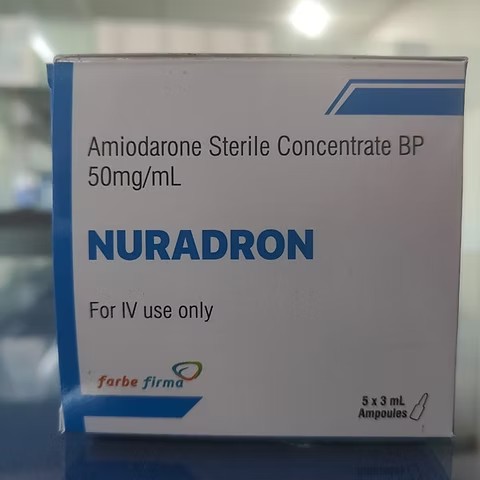 Amiodarone Sterile Concentrate BP
50mg/mL
NURADRON
For IV use only
farbe firma
5 x 3 mL
Ampoules